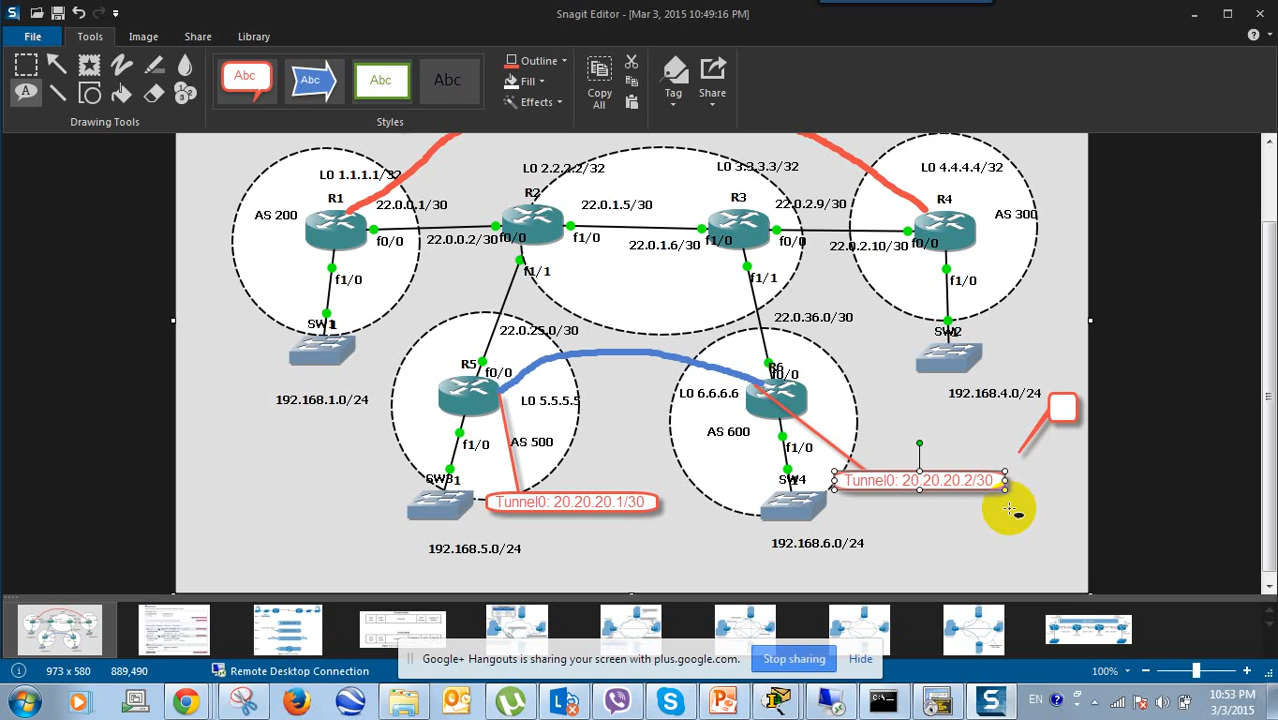 Snagit Editor - [Mar 3, 2015 10:49:16 PM]
File
Tools
Image
Share
Library
Abc
Abc
Abc
Abc
Outline
Fill
Effects
Copy
All
Tag
Share
Drawing Tools
Styles
L0 1.1.1.1/32
L0 2.2.2.2/32
L0 3.3.3.3/32
L0 4.4.4.4/32
R1
R2
R3
R4
AS 200
22.0.0.1/30
22.0.1.5/30
22.0.2.9/30
AS 300
f0/0
22.0.0.2/30
f0/0
f1/0
22.0.1.6/30
f1/0
f0/0
22.0.2.10/30
f0/0
f1/0
f1/1
f1/1
f1/0
SW1
1
22.0.25.0/30
22.0.36.0/30
SW2
1
R5
f0/0
R6
f0/0
192.168.1.0/24
L0 5.5.5.5
L0 6.6.6.6
192.168.4.0/24
AS 500
AS 600
f1/0
f1/0
SW3
1
SW4
1
Tunnel0: 20.20.20.1/30
Tunnel0: 20.20.20.2/30
192.168.5.0/24
192.168.6.0/24
Google+ Hangouts is sharing your screen with plus.google.com.
Stop sharing
Hide
973 x 580
889,490
Remote Desktop Connection
100%
EN
10:53 PM
3/3/2015